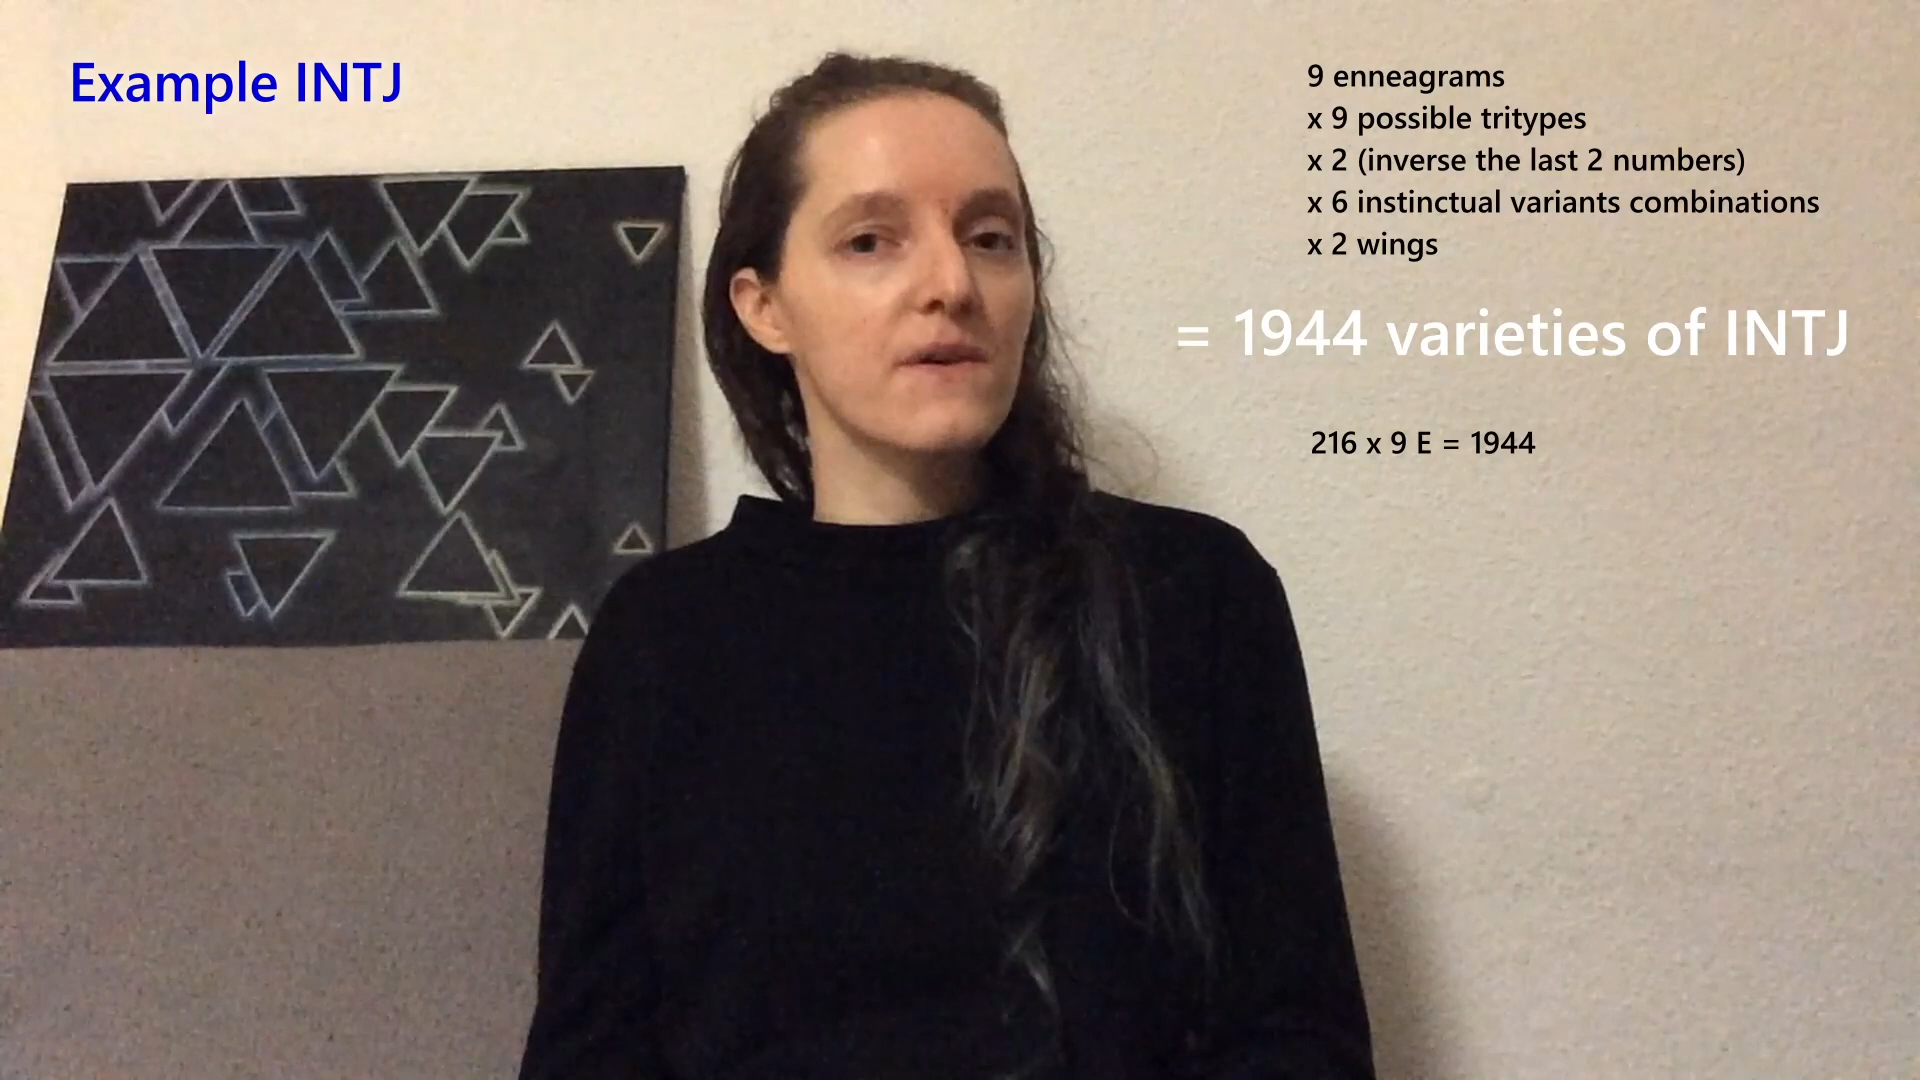 Example INTJ
9 enneagrams
x 9 possible tritypes
x 2 (inverse the last 2 numbers)
x 6 instinctual variants combinations
x 2 wings
= 1944 varieties of INTJ
216 x 9 E = 1944